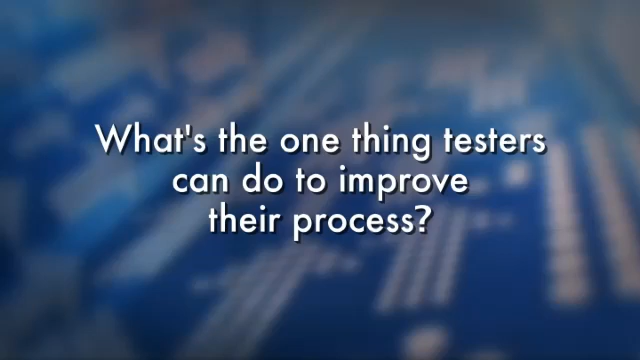 What's the one thing testers
can do to improve
their process?